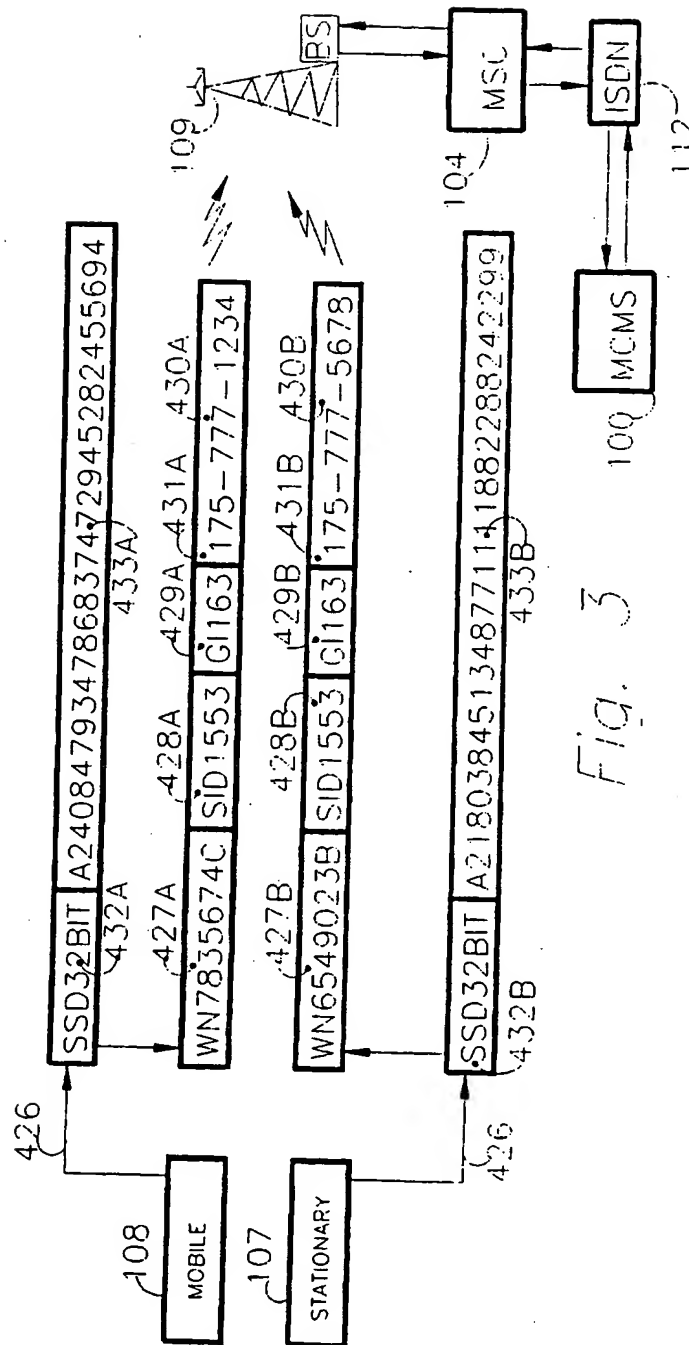 426
SSD32BIT A24084793478683747294528​2455694
432A
433A
109
BS
108
MOBILE
427A
428A
429A
431A
430A
WN7835674C SID1553 GI163 175-777-1234
107
STATIONARY
427B
428B
429B
431B
430B
WN6549023B SID1553 GI163 175-777-5678
MSC
104
426
SSD32BIT
432B
433B
ISDN
112
MCMS
100
Fig. 3